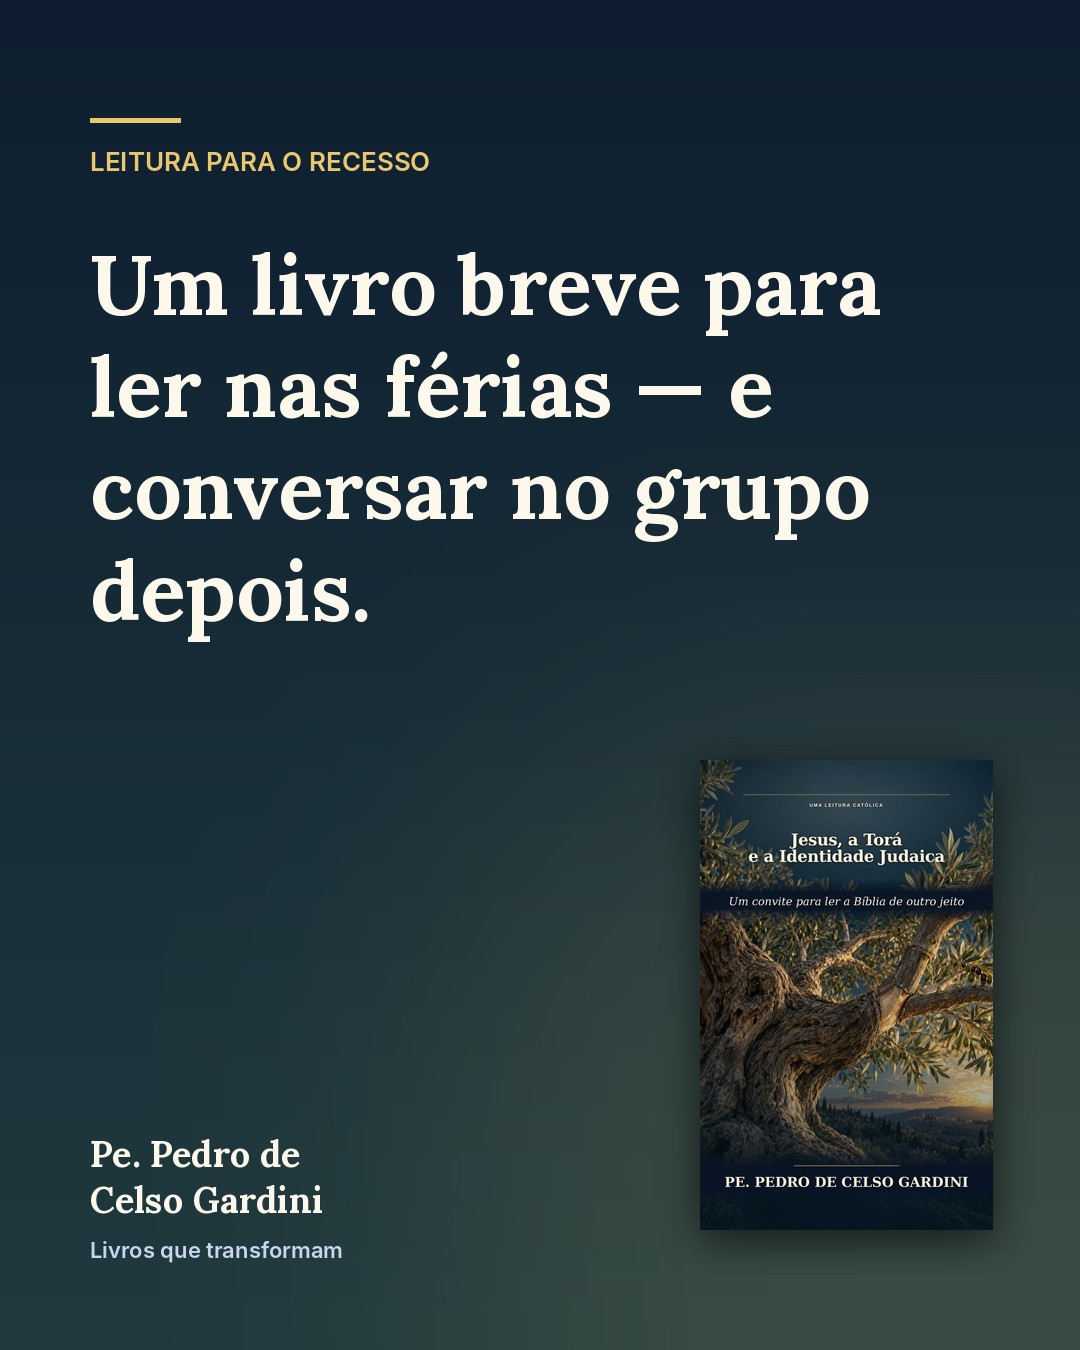 LEITURA PARA O RECESSO
Um livro breve para
ler nas férias — e
conversar no grupo
depois.
UMA LEITURA CATÓLICA
Jesus, a Torá
e a Identidade Judaica
Um convite para ler a Bíblia de outro jeito
PE. PEDRO DE CELSO GARDINI
Pe. Pedro de
Celso Gardini
Livros que transformam